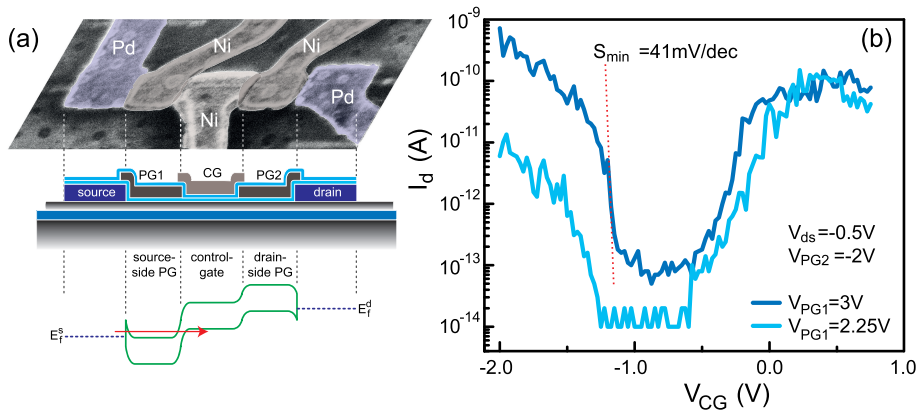 (a)
Pd
Ni
Ni
Ni
Pd
PG1
CG
PG2
source
drain
source-
side PG
control-
gate
drain-
side PG
E_f^s
E_f^d
(b)
S_min =41mV/dec
I_d (A)
10^-9
10^-10
10^-11
10^-12
10^-13
10^-14
V_ds=-0.5V
V_PG2=-2V
V_PG1=3V
V_PG1=2.25V
-2.0
-1.0
0.0
1.0
V_CG (V)